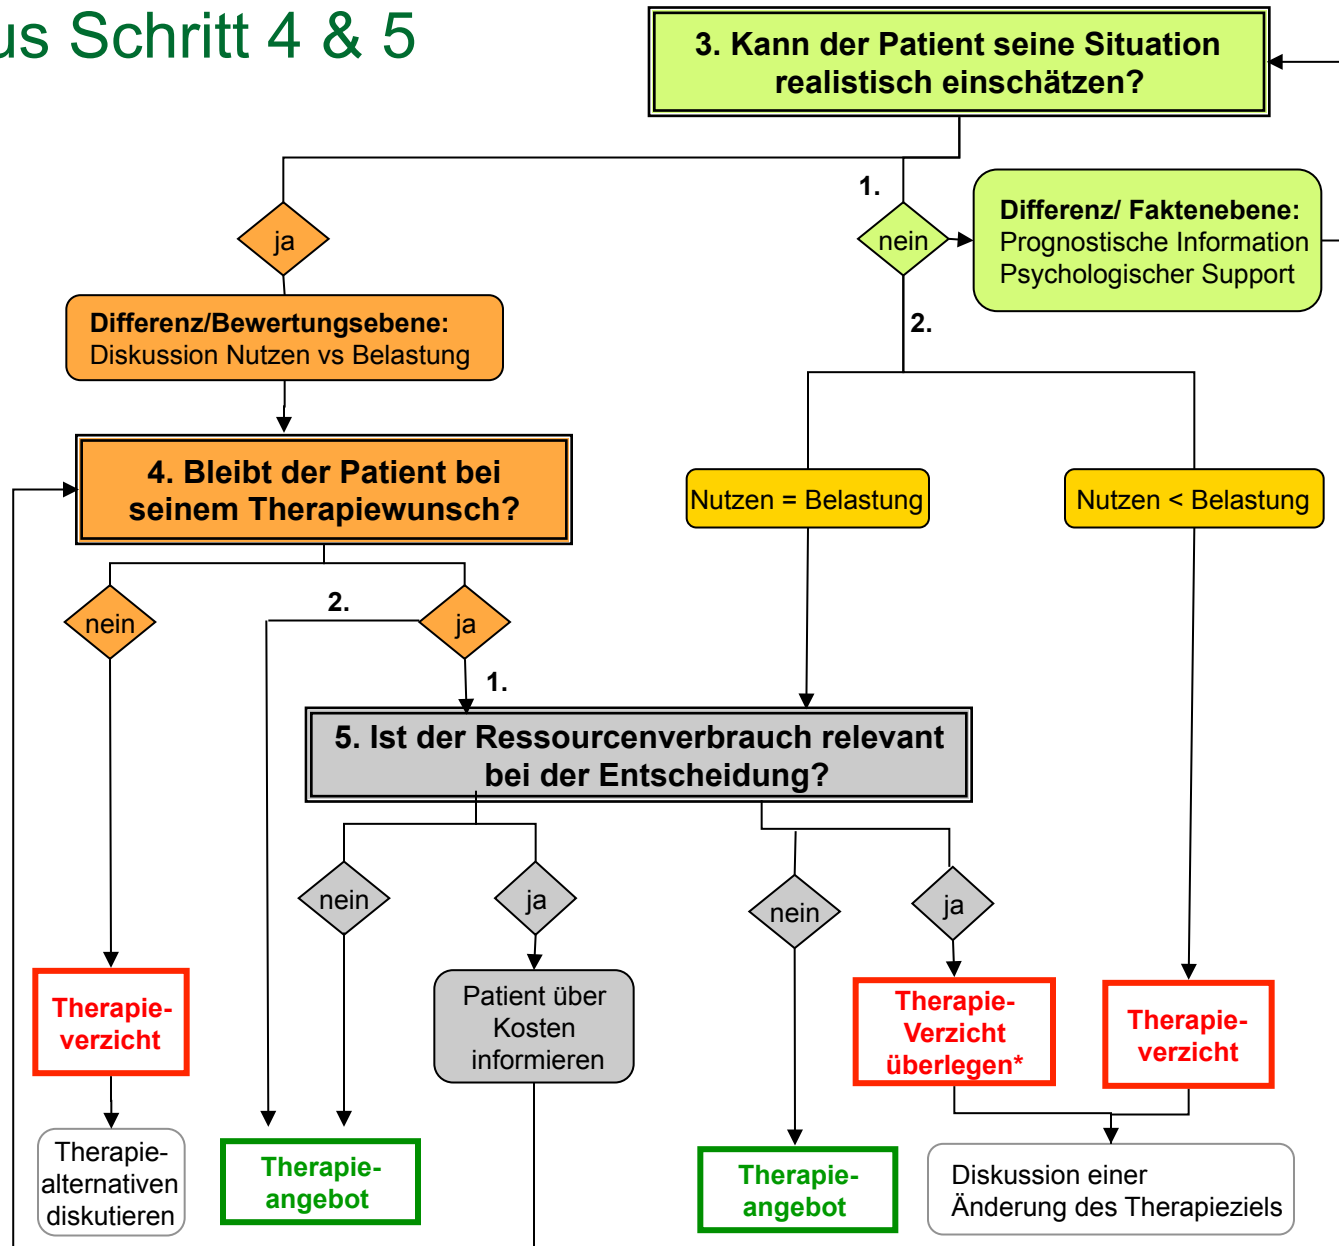 us Schritt 4 & 5
3. Kann der Patient seine Situation
realistisch einschätzen?
1.
ja
nein
Differenz/ Faktenebene:
Prognostische Information
Psychologischer Support
Differenz/Bewertungsebene:
Diskussion Nutzen vs Belastung
2.
4. Bleibt der Patient bei
seinem Therapiewunsch?
Nutzen = Belastung
Nutzen < Belastung
nein
2.
ja
1.
5. Ist der Ressourcenverbrauch relevant
bei der Entscheidung?
nein
ja
nein
ja
Therapie-
verzicht
Patient über
Kosten
informieren
Therapie-
Verzicht
überlegen*
Therapie-
verzicht
Therapie-
alternativen
diskutieren
Therapie-
angebot
Therapie-
angebot
Diskussion einer
Änderung des Therapieziels